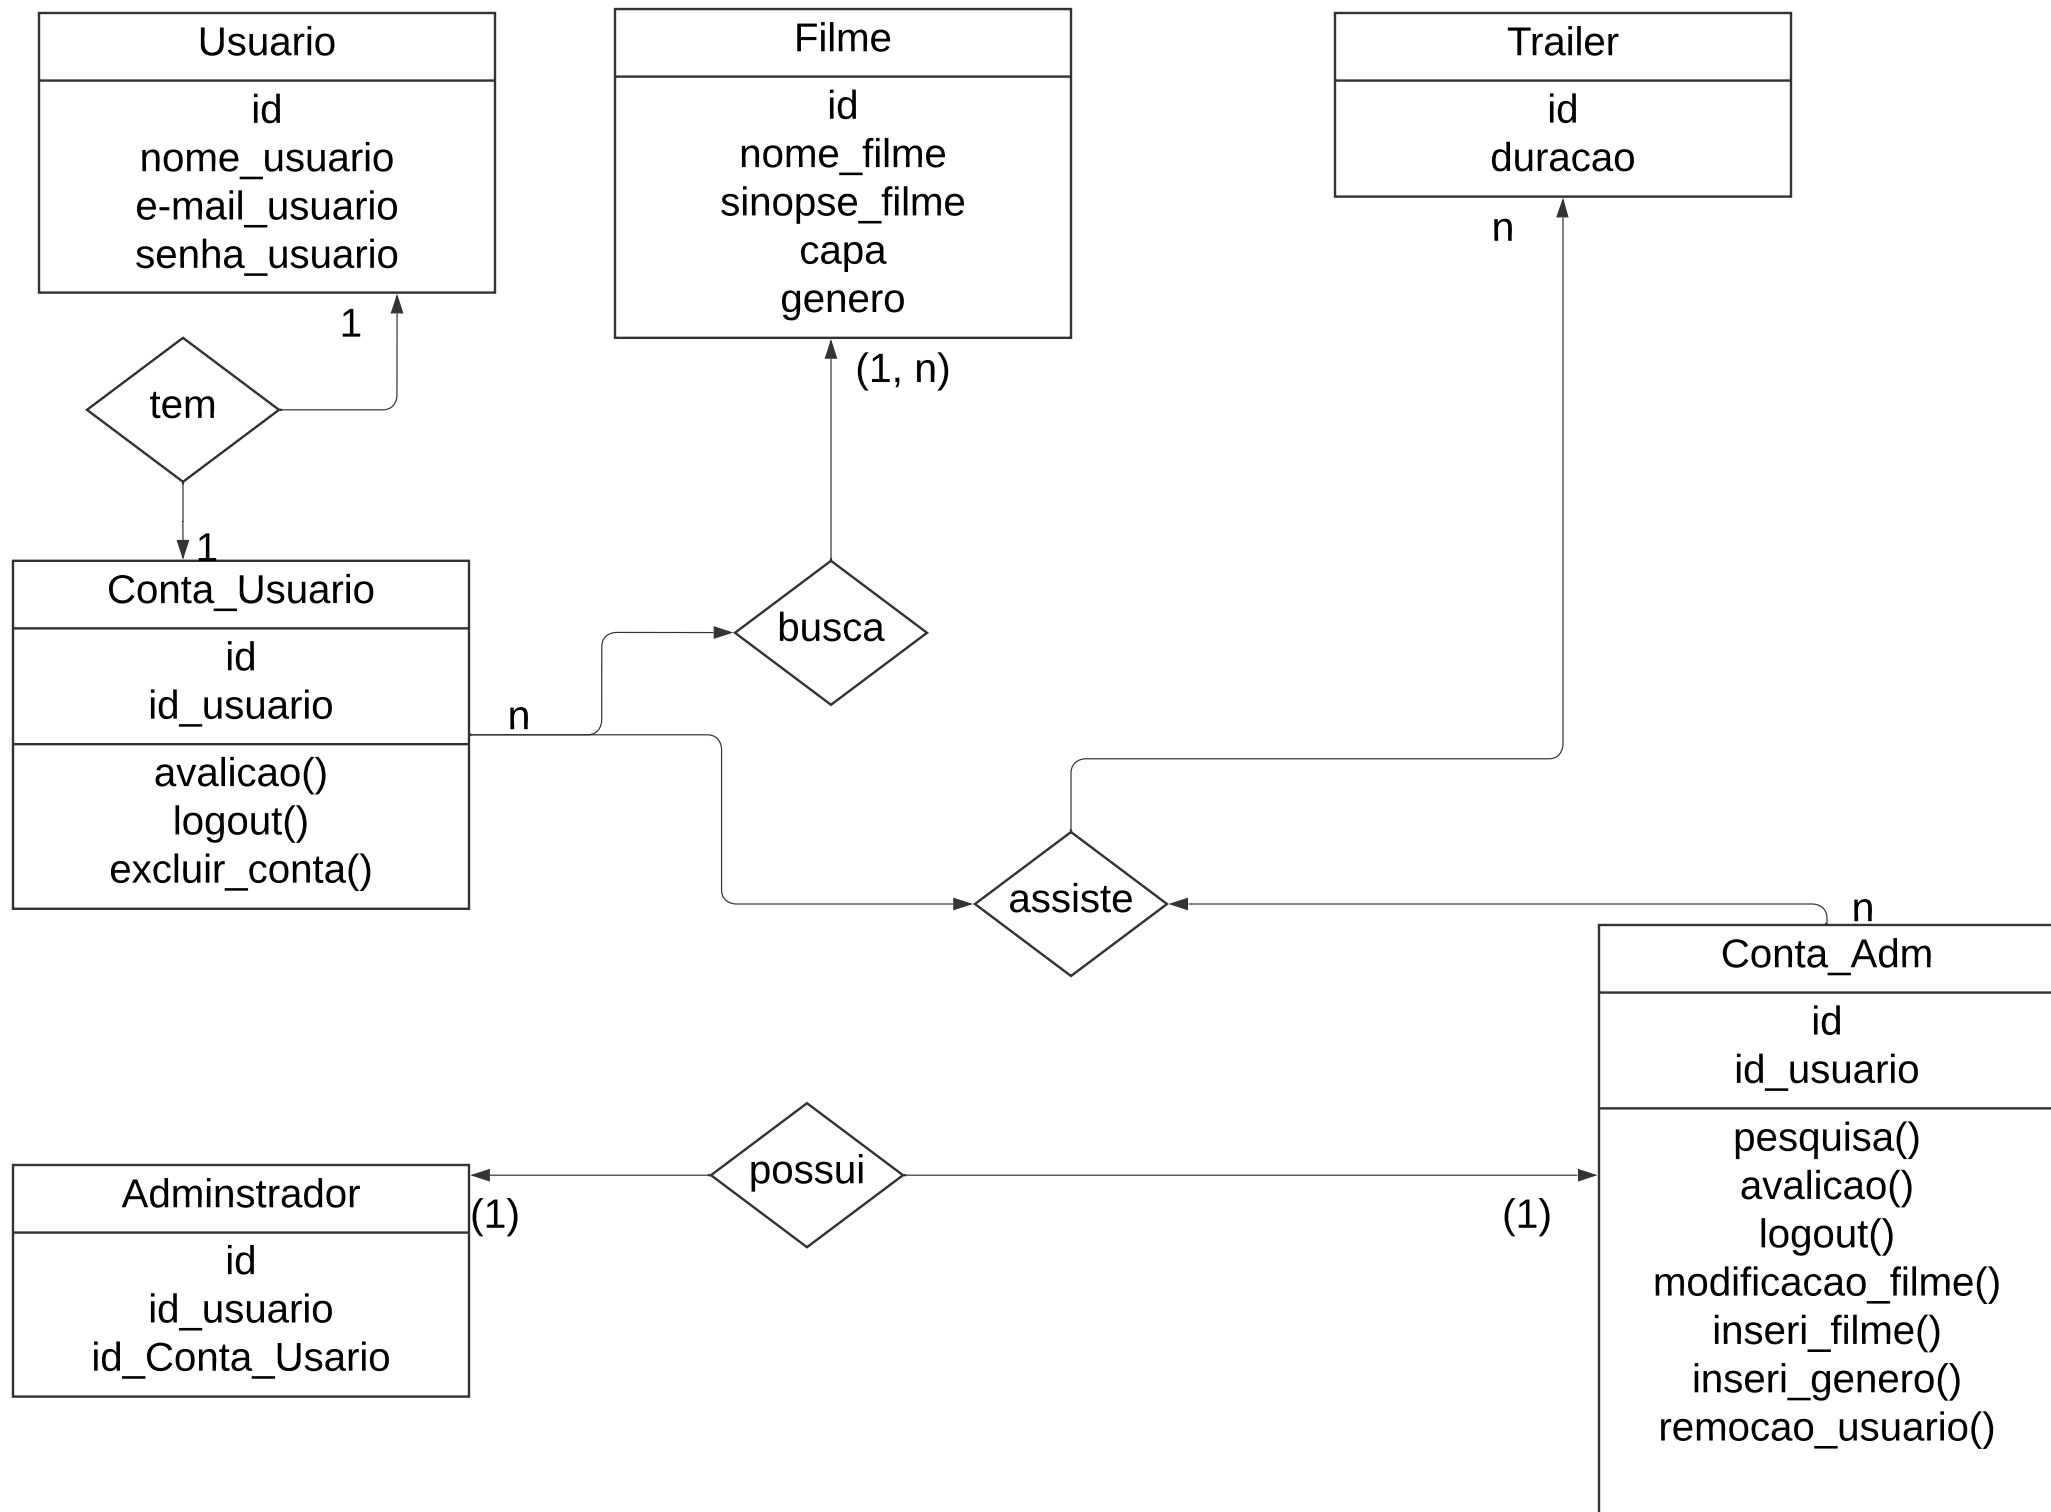 Usuario
id
nome_usuario
e-mail_usuario
senha_usuario
1
Filme
id
nome_filme
sinopse_filme
capa
genero
(1, n)
Trailer
id
duracao
n
tem
1
Conta_Usuario
id
id_usuario
avalicao()
logout()
excluir_conta()
n
busca
assiste
n
Conta_Adm
id
id_usuario
pesquisa()
avalicao()
logout()
modificacao_filme()
inseri_filme()
inseri_genero()
remocao_usuario()
possui
(1)
(1)
Adminstrador
id
id_usuario
id_Conta_Usario